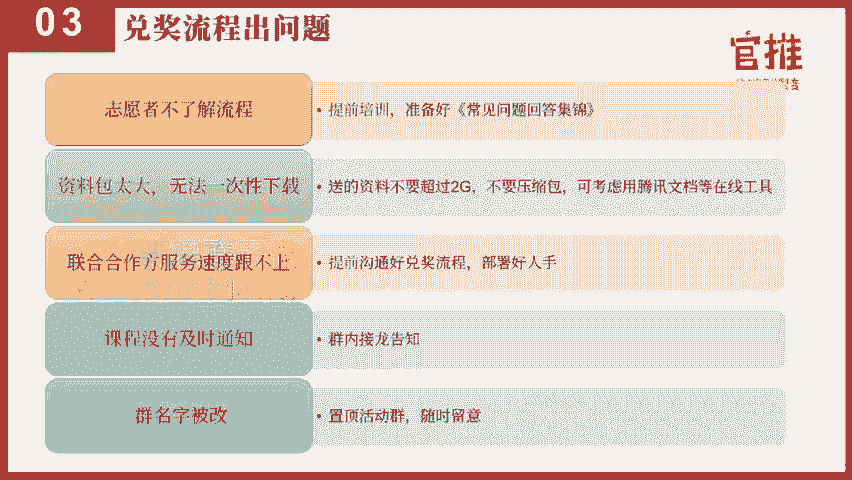 03
兑奖流程出问题
官推
志愿者不了解流程
• 提前培训，准备好《常见问题回答集锦》
资料包太大，无法一次性下载
• 送的资料不要超过2G，不要压缩包，可考虑用腾讯文档等在线工具
联合合作方服务速度跟不上
• 提前沟通好兑奖流程，部署好人手
课程没有及时通知
• 群内接龙告知
群名字被改
• 置顶活动群，随时留意